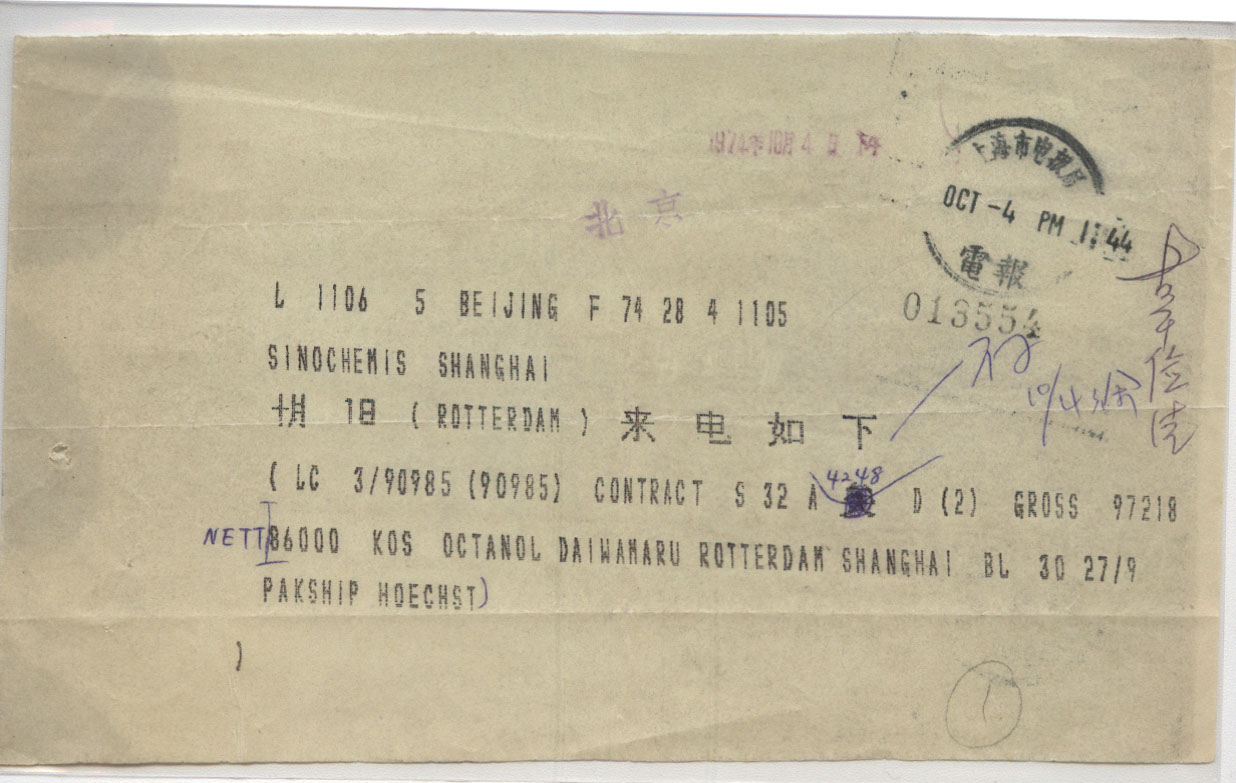 1974年10月4日
上海市电报局
OCT -4 PM 11 44
電報
北京
013554
L 1106 5 BEIJING F 74 28 4 1105
SINOCHEMIS SHANGHAI
十月 1日 ( ROTTERDAM ) 来电如下
10/4
4248
( LC 3/90985 (90985) CONTRACT S 32 A D (2) GROSS 97218
NETT 86000 KOS OCTANOL DAIWAMARU ROTTERDAM SHANGHAI BL 30 27/9
PAKSHIP HOECHST)
)
1